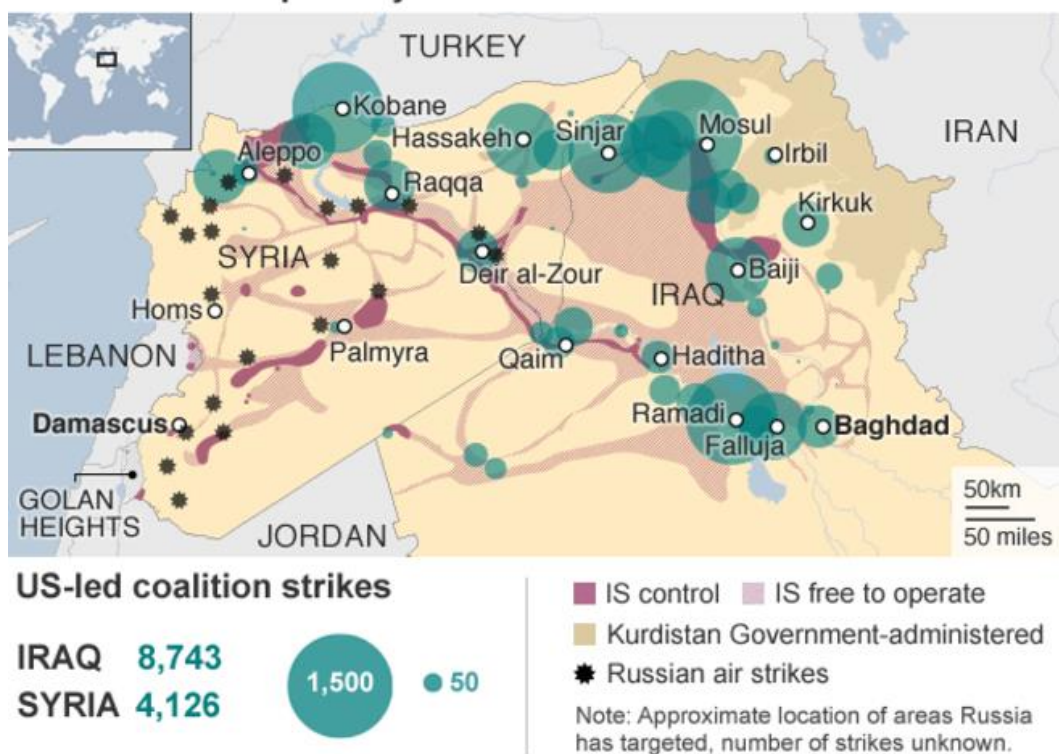 TURKEY
Kobane
Hassakeh
Sinjar
Mosul
IRAN
Aleppo
Irbil
Raqqa
Kirkuk
SYRIA
Deir al-Zour
Baiji
IRAQ
Homs
LEBANON
Palmyra
Qaim
Haditha
Damascus
Ramadi
Baghdad
Falluja
GOLAN
HEIGHTS
JORDAN
50km
50 miles
US-led coalition strikes
IRAQ 8,743
SYRIA 4,126
1,500
50
IS control
IS free to operate
Kurdistan Government-administered
Russian air strikes
Note: Approximate location of areas Russia
has targeted, number of strikes unknown.